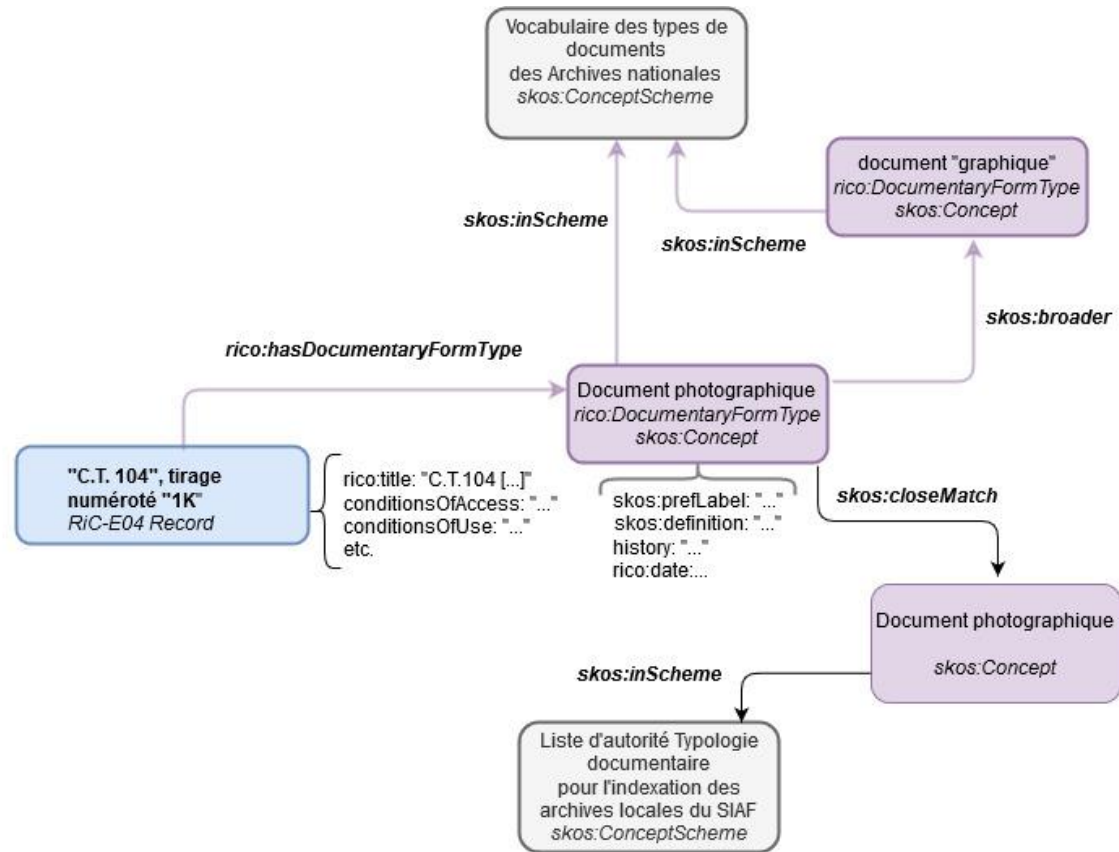 Vocabulaire des types de
documents
des Archives nationales
skos:ConceptScheme
document "graphique"
rico:DocumentaryFormType
skos:Concept
skos:inScheme
skos:inScheme
skos:broader
rico:hasDocumentaryFormType
Document photographique
rico:DocumentaryFormType
skos:Concept
"C.T. 104", tirage
numéroté "1K"
RiC-E04 Record
rico:title: "C.T.104 [...]"
conditionsOfAccess: "..."
conditionsOfUse: "..."
etc.
skos:prefLabel: "..."
skos:definition: "..."
history: "..."
rico:date:...
skos:closeMatch
Document photographique
skos:Concept
skos:inScheme
Liste d'autorité Typologie
documentaire
pour l'indexation des
archives locales du SIAF
skos:ConceptScheme